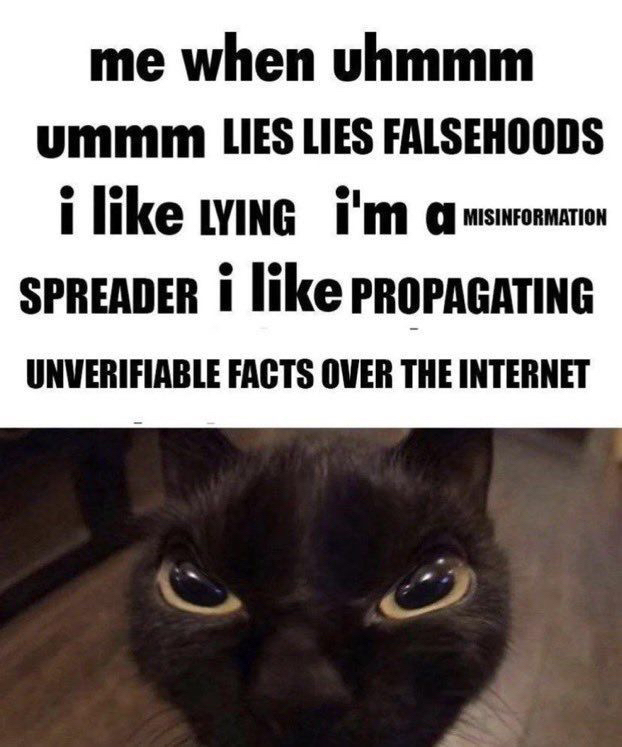 me when uhmmm
ummm LIES LIES FALSEHOODS
i like LYING i'm a MISINFORMATION
SPREADER i like PROPAGATING
UNVERIFIABLE FACTS OVER THE INTERNET